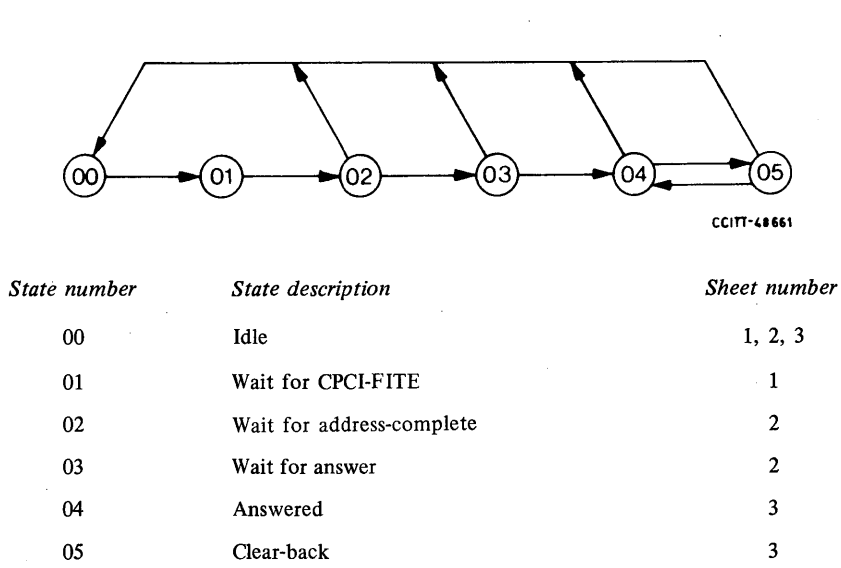 00 01 02 03 04 05
CCITT-48661
State number State description Sheet number
00 Idle 1, 2, 3
01 Wait for CPCI-FITE 1
02 Wait for address-complete 2
03 Wait for answer 2
04 Answered 3
05 Clear-back 3